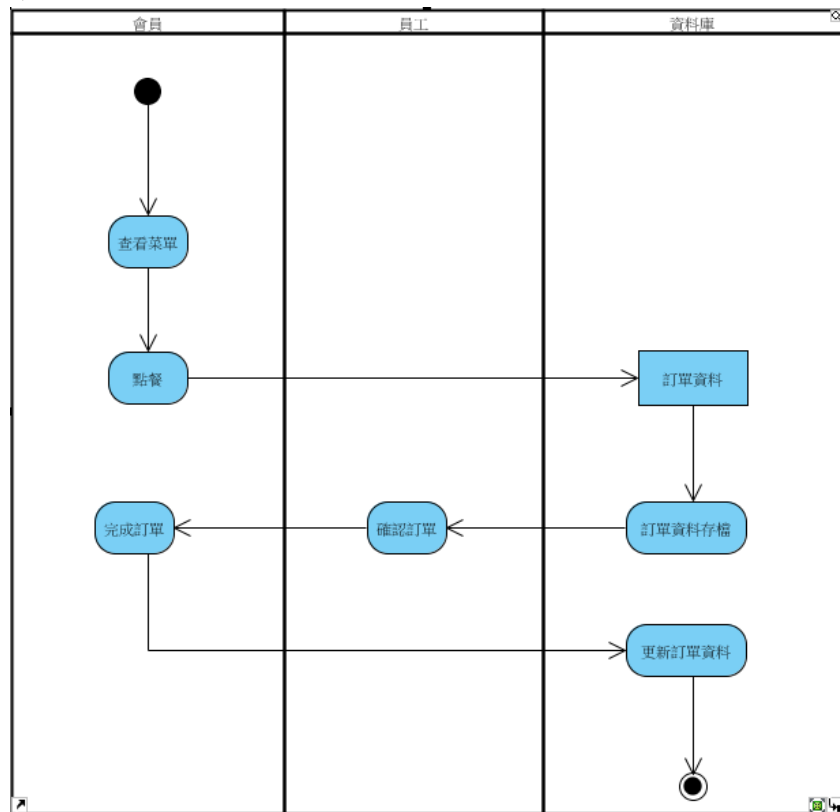 會員
員工
資料庫
查看菜單
點餐
訂單資料
完成訂單
確認訂單
訂單資料存檔
更新訂單資料